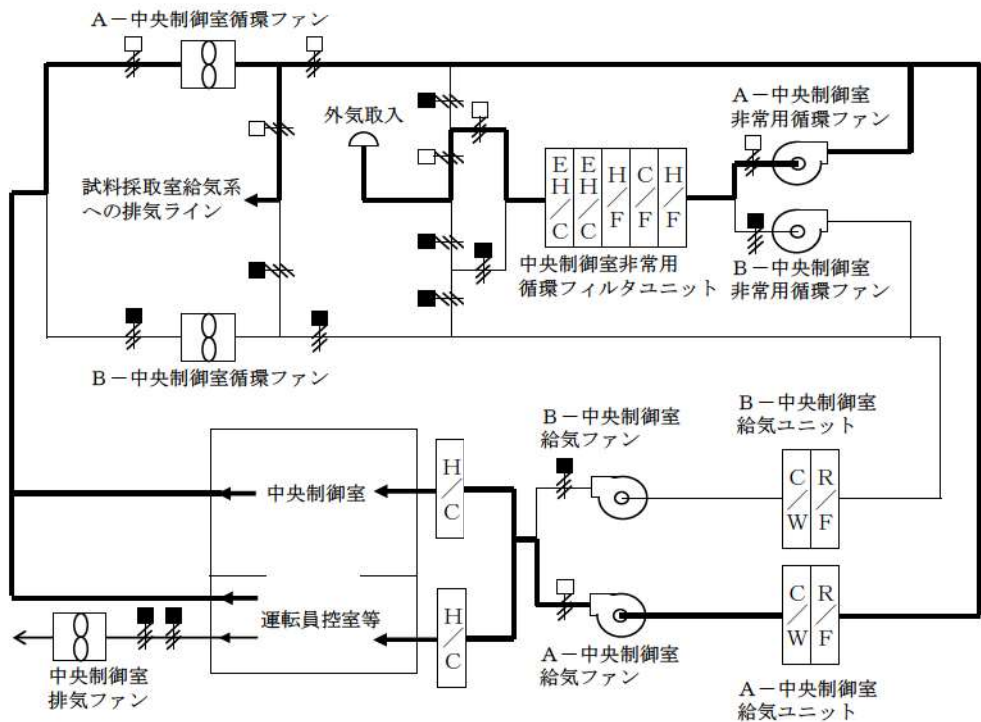 A－中央制御室循環ファン
外気取入
A－中央制御室
非常用循環ファン
試料採取室給気系
への排気ライン
EH/C
EH/C
H/F
C/F
H/F
中央制御室非常用
循環フィルタユニット
B－中央制御室
非常用循環ファン
B－中央制御室循環ファン
B－中央制御室
給気ファン
B－中央制御室
給気ユニット
中央制御室
H/C
C/W
R/F
運転員控室等
H/C
C/W
R/F
中央制御室
排気ファン
A－中央制御室
給気ファン
A－中央制御室
給気ユニット